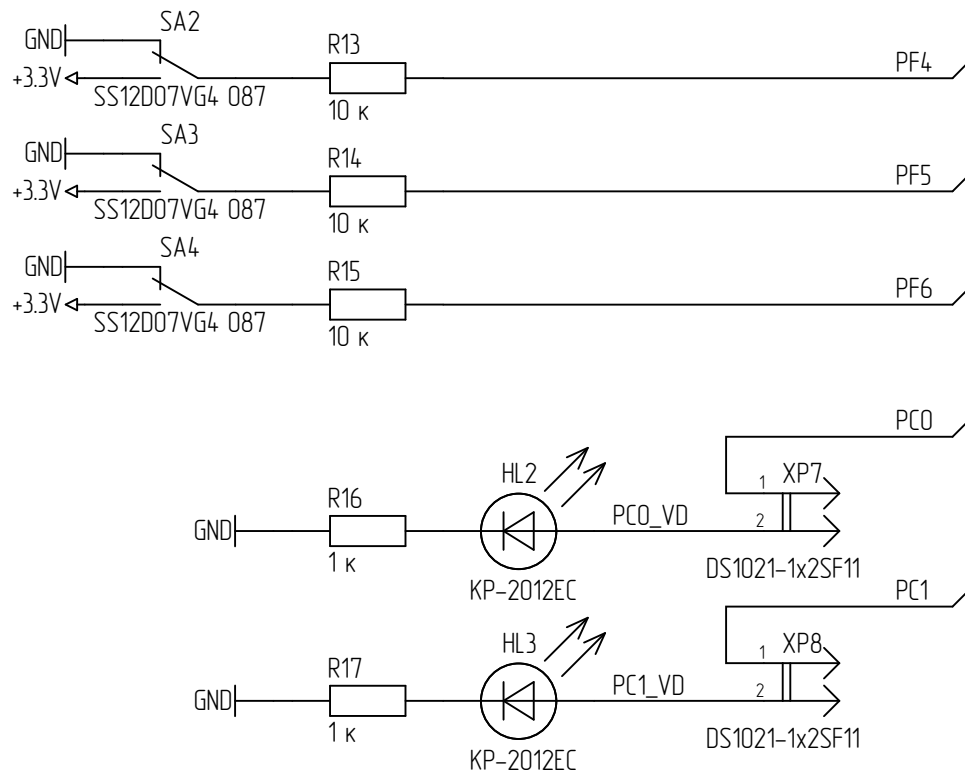 SA2
GND
R13
PF4
+3.3V
SS12D07VG4 087
10 к
SA3
GND
R14
PF5
+3.3V
SS12D07VG4 087
10 к
SA4
GND
R15
PF6
+3.3V
SS12D07VG4 087
10 к
PC0
HL2
1 XP7
R16
PC0_VD 2
GND
1 к
DS1021-1x2SF11
KP-2012EC
PC1
HL3
1 XP8
R17
PC1_VD 2
GND
1 к
DS1021-1x2SF11
KP-2012EC